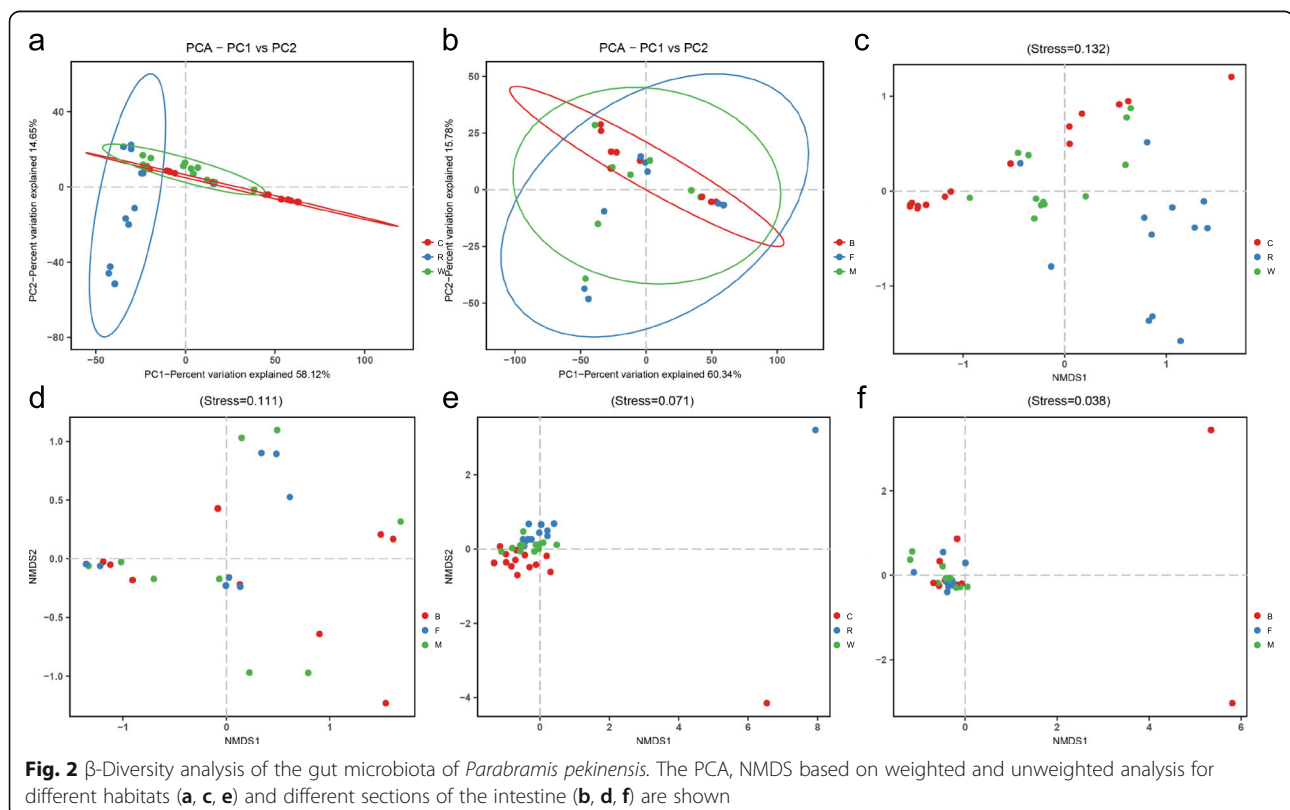 a
PCA − PC1 vs PC2
40
0
−40
−80
PC2−Percent variation explained 14.65%
−50
0
50
100
PC1−Percent variation explained 58.12%
C
R
W
b
PCA − PC1 vs PC2
50
25
0
−25
−50
PC2−Percent variation explained 15.78%
−100
−50
0
50
100
PC1−Percent variation explained 60.34%
B
F
M
c
(Stress=0.132)
1
0
−1
−1
0
1
NMDS1
C
R
W
d
(Stress=0.111)
1.0
0.5
0.0
−0.5
−1.0
NMDS2
−1
0
1
NMDS1
B
F
M
e
(Stress=0.071)
2
0
−2
−4
NMDS2
0
2
4
6
8
NMDS1
C
R
W
f
(Stress=0.038)
2
0
−2
0
2
4
6
NMDS1
B
F
M
Fig. 2 β-Diversity analysis of the gut microbiota of Parabramis pekinensis. The PCA, NMDS based on weighted and unweighted analysis for
different habitats (a, c, e) and different sections of the intestine (b, d, f) are shown